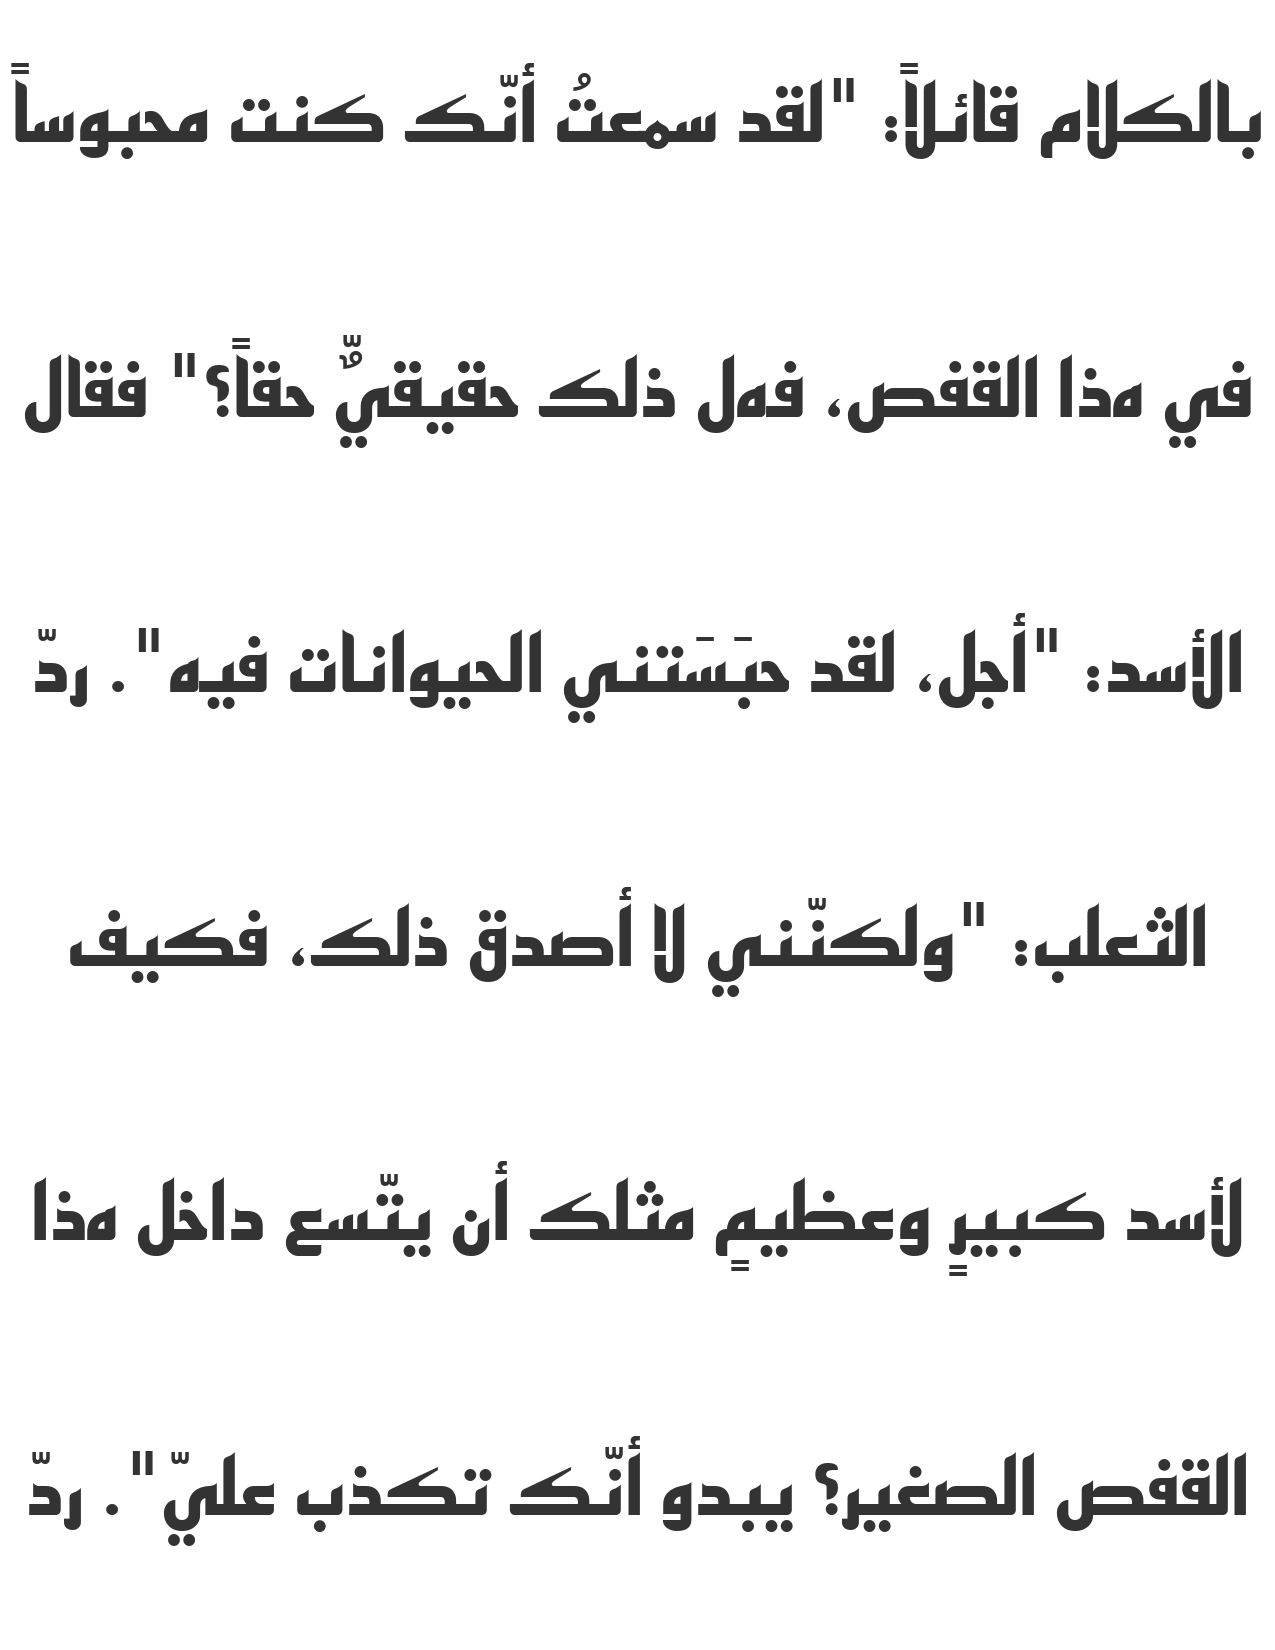 بالكلام قائلاً: "لقد سمعتُ أنّك كنت محبوساً
في هذا القفص، فهل ذلك حقيقيٌّ حقاً؟" فقال
الأسد: "أجل، لقد حبَسَتني الحيوانات فيه". ردّ
الثعلب: "ولكنّني لا أصدق ذلك، فكيف
لأسد كبيرٍ وعظيمٍ مثلك أن يتّسع داخل هذا
القفص الصغير؟ يبدو أنّك تكذب عليّ". ردّ